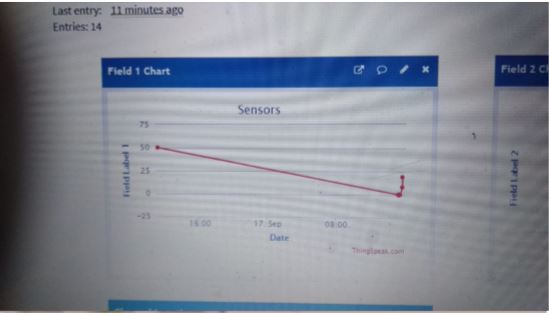 Last entry: 11 minutes ago
Entries: 14
Field 1 Chart
Sensors
75
50
25
0
-25
Field Label 1
16:00
17. Sep
08:00
Date
ThingSpeak.com
Field 2
Field Label 2